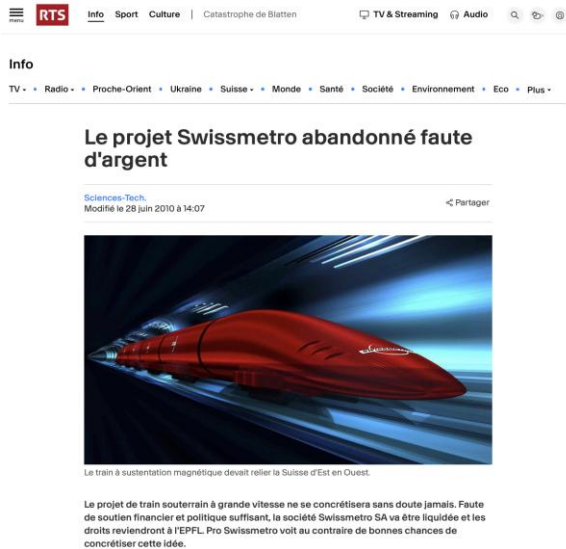 menu RTS Info Sport Culture | Catastrophe de Blatten TV & Streaming Audio
Info
TV • Radio • Proche-Orient • Ukraine • Suisse • Monde • Santé • Société • Environnement • Eco • Plus
Le projet Swissmetro abandonné faute
d'argent
Sciences-Tech.
Modifié le 28 juin 2010 à 14:07
Partager
Le train à sustentation magnétique devait relier la Suisse d'Est en Ouest.
Le projet de train souterrain à grande vitesse ne se concrétisera sans doute jamais. Faute
de soutien financier et politique suffisant, la société Swissmetro SA va être liquidée et les
droits reviendront à l'EPFL. Pro Swissmetro voit au contraire de bonnes chances de
concrétiser cette idée.